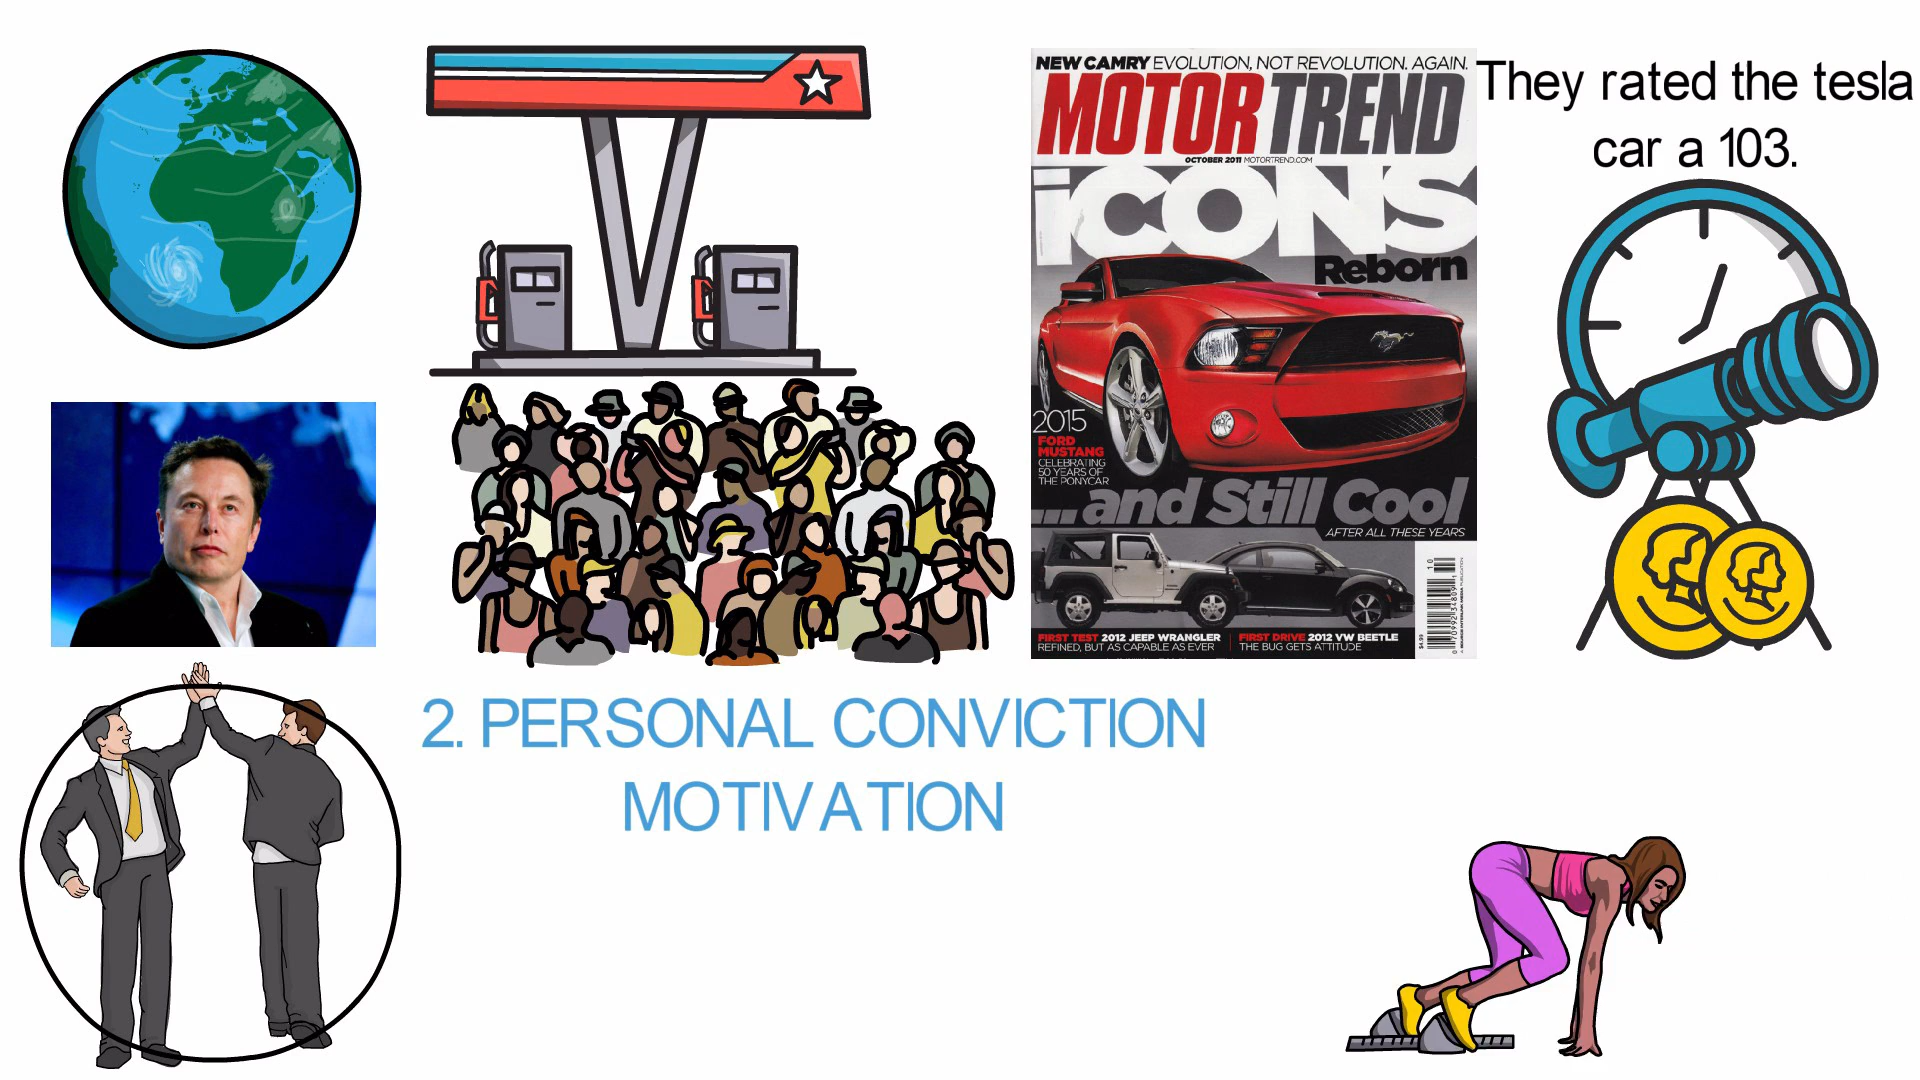 NEW CAMRY EVOLUTION, NOT REVOLUTION. AGAIN.
MOTOR TREND
OCTOBER 2011 MOTORTREND.COM
iCONS
Reborn
2015
FORD
MUSTANG
CELEBRATING
50 YEARS OF
THE PONYCAR
...and Still Cool
AFTER ALL THESE YEARS
FIRST TEST 2012 JEEP WRANGLER
REFINED, BUT AS CAPABLE AS EVER
FIRST DRIVE 2012 VW BEETLE
THE BUG GETS ATTITUDE
They rated the tesla
car a 103.
2. PERSONAL CONVICTION
MOTIVATION